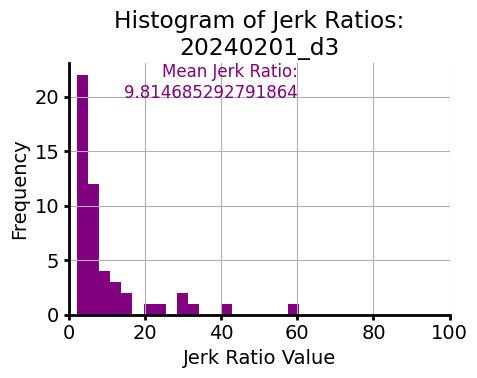 Histogram of Jerk Ratios:
20240201_d3
Mean Jerk Ratio:
9.814685292791864
Frequency
20
15
10
5
0
0 20 40 60 80 100
Jerk Ratio Value